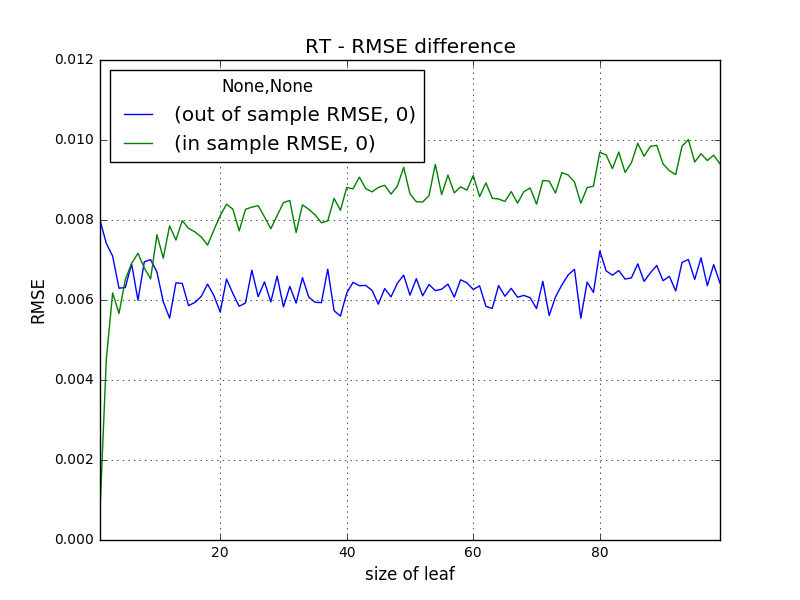 RT - RMSE difference
None,None
(out of sample RMSE, 0)
(in sample RMSE, 0)
0.012
0.010
0.008
0.006
0.004
0.002
0.000
RMSE
20 40 60 80
size of leaf